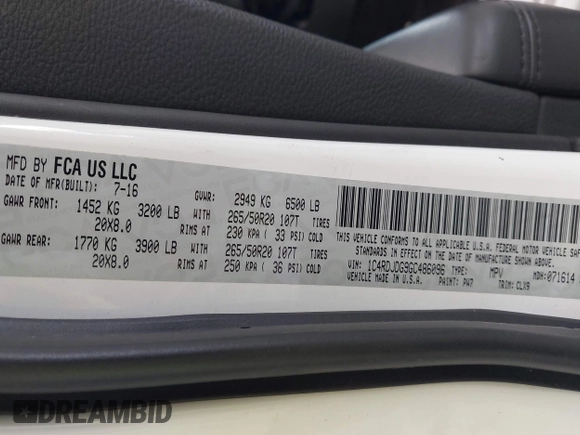 MFD BY FCA US LLC
DATE OF MFR(BUILT): 7-16 GVWR: 2949 KG 6500 LB
GAWR FRONT: 1452 KG 3200 LB WITH 265/50R20 107T TIRES
20X8.0 RIMS AT 230 KPA ( 33 PSI) COLD
GAWR REAR: 1770 KG 3900 LB WITH 265/50R20 107T TIRES
20X8.0 RIMS AT 250 KPA ( 36 PSI) COLD
THIS VEHICLE CONFORMS TO ALL APPLICABLE U.S.A. FEDERAL MOTOR VEHICLE SAFE
STANDARDS IN EFFECT ON THE DATE OF MANUFACTURE SHOWN ABOVE.
VIN: 1C4RDJDG9GC486096 TYPE: MPV MDH: 071614
VEHICLE MADE IN U.S.A. PAINT: PW7 TRIM: CLX9
DREAMBID